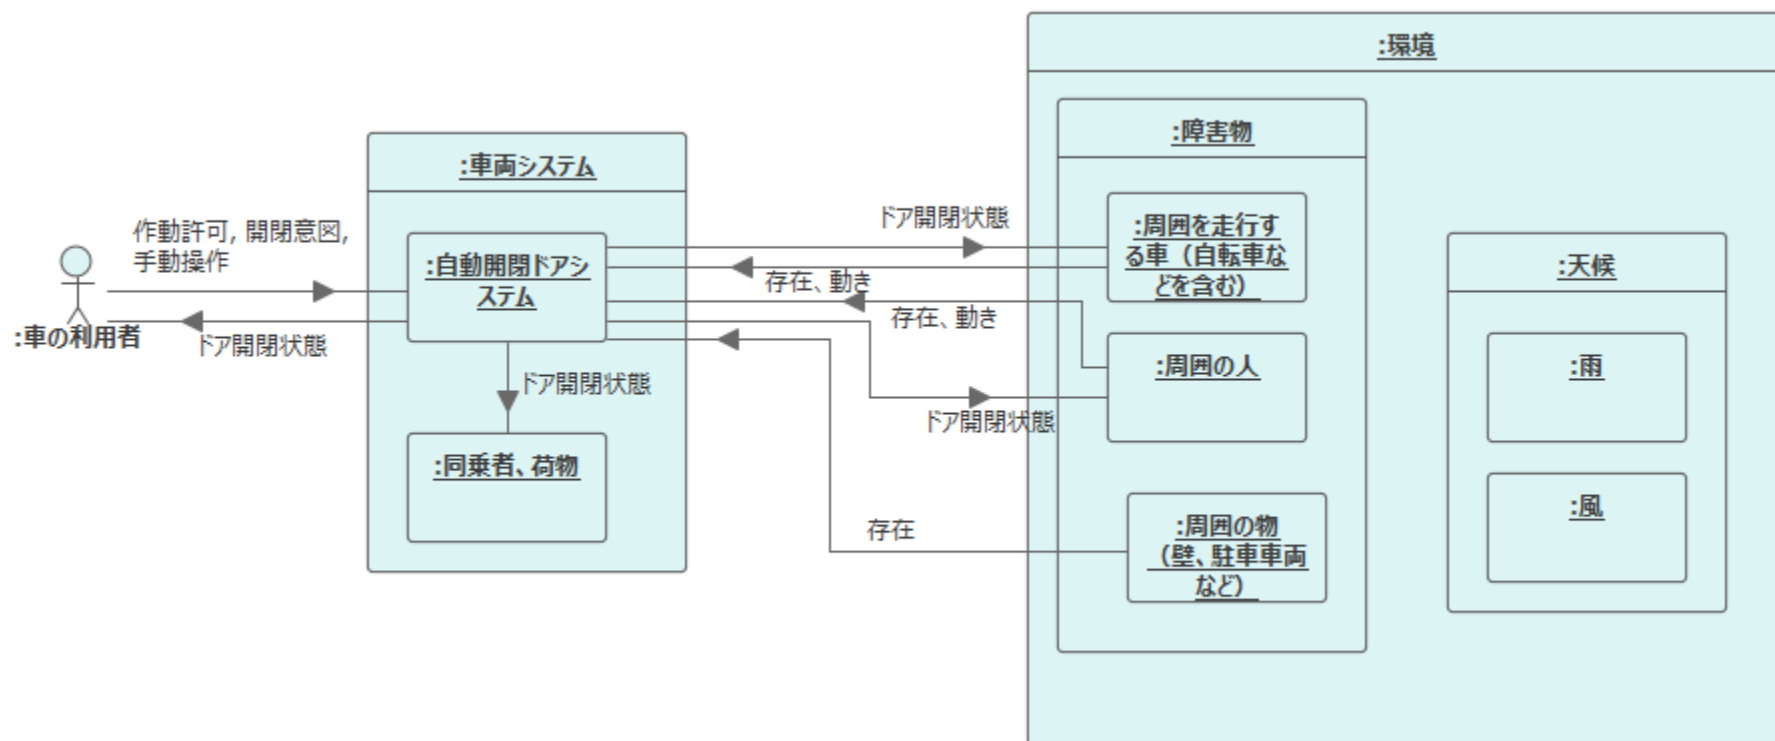 :環境
:障害物
:車両システム
ドア開閉状態
:周囲を走行す
る車（自転車な
どを含む）
作動許可, 開閉意図,
手動操作
:自動開閉ドアシ
ステム
:天候
存在、動き
存在、動き
:車の利用者
ドア開閉状態
:周囲の人
:雨
ドア開閉状態
ドア開閉状態
:同乗者、荷物
:風
存在
:周囲の物
（壁、駐車車両
など）